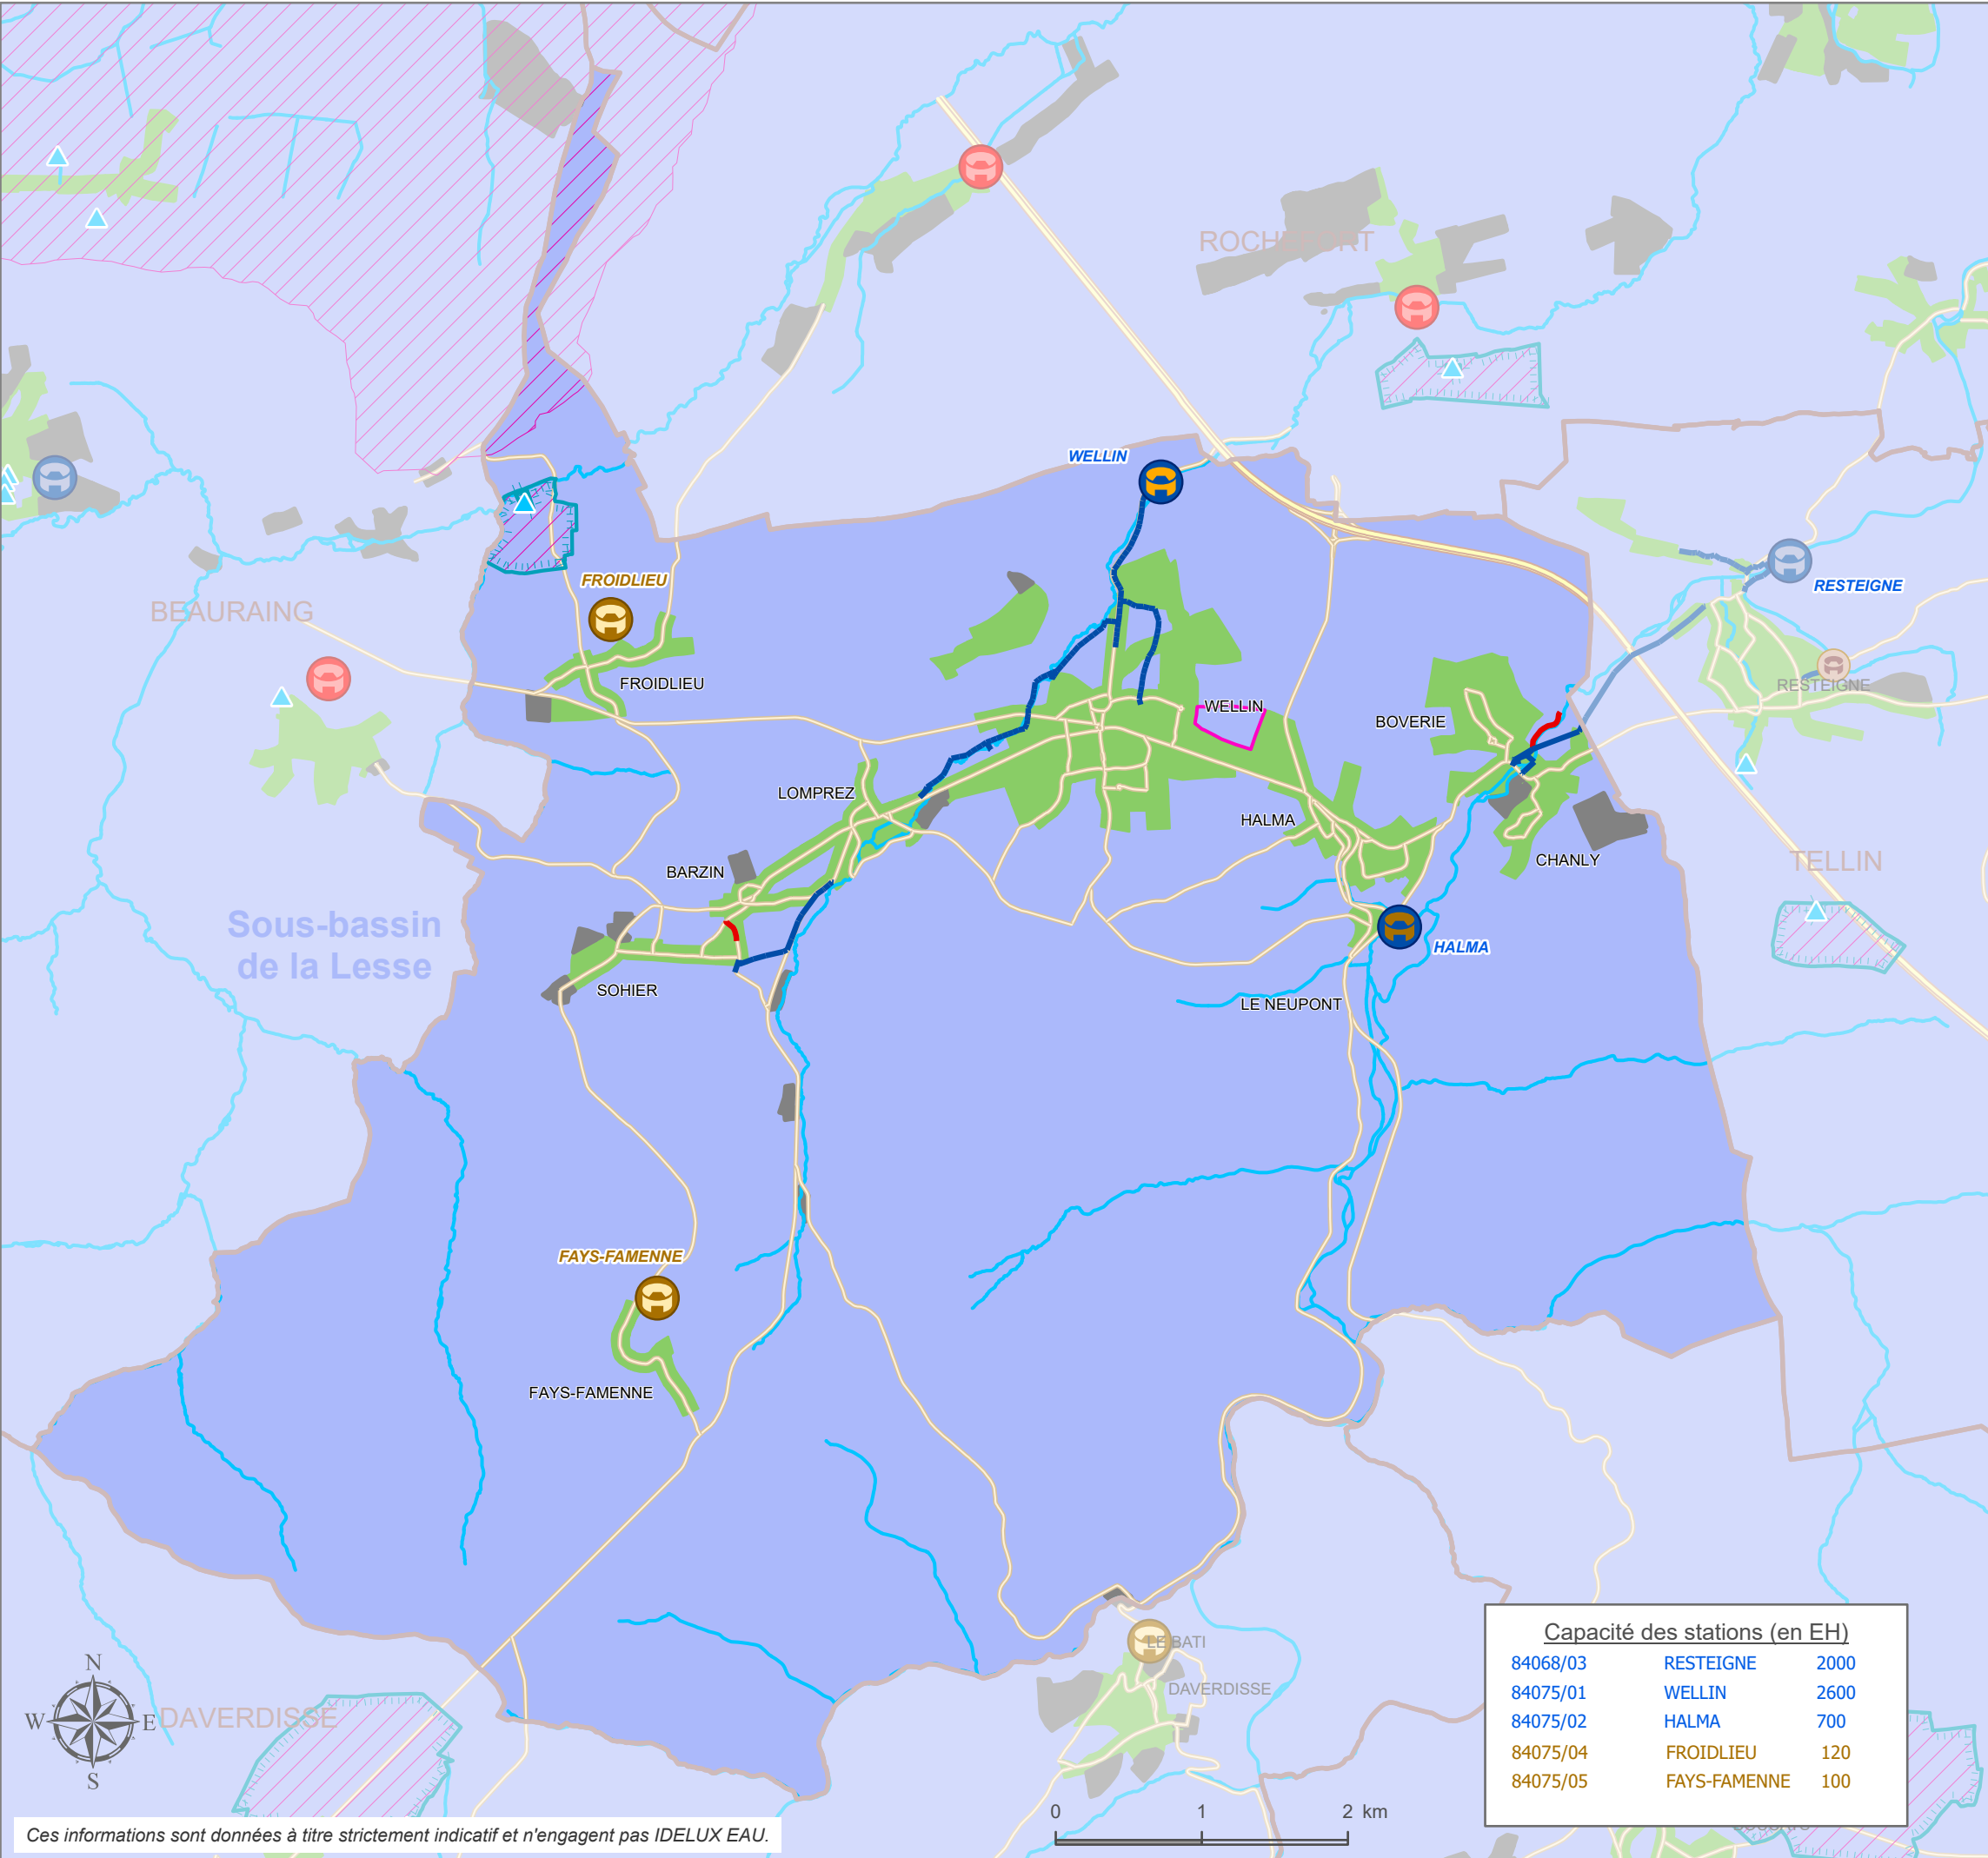 ROCHEFORT
WELLIN
FROIDLIEU
RESTEIGNE
BEAURAING
FROIDLIEU
RESTEIGNE
WELLIN
BOVERIE
LOMPREZ
HALMA
CHANLY
TELLIN
BARZIN
Sous-bassin
de la Lesse
HALMA
SOHIER
LE NEUPONT
FAYS-FAMENNE
FAYS-FAMENNE
LE BATI
DAVERDISSE
N
W
E
S
DAVERDISSE
Capacité des stations (en EH)
84068/03 RESTEIGNE 2000
84075/01 WELLIN 2600
84075/02 HALMA 700
84075/04 FROIDLIEU 120
84075/05 FAYS-FAMENNE 100
0 1 2 km
Ces informations sont données à titre strictement indicatif et n'engagent pas IDELUX EAU.